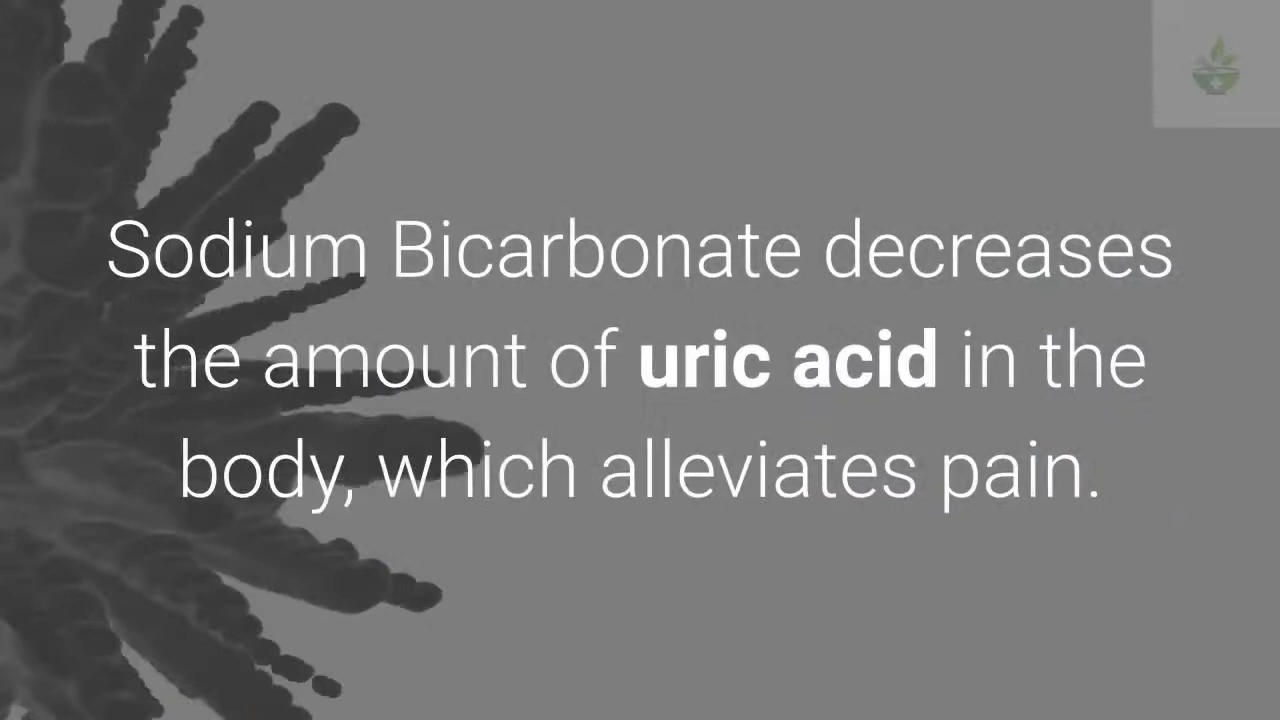 Sodium Bicarbonate decreases
the amount of uric acid in the
body, which alleviates pain.